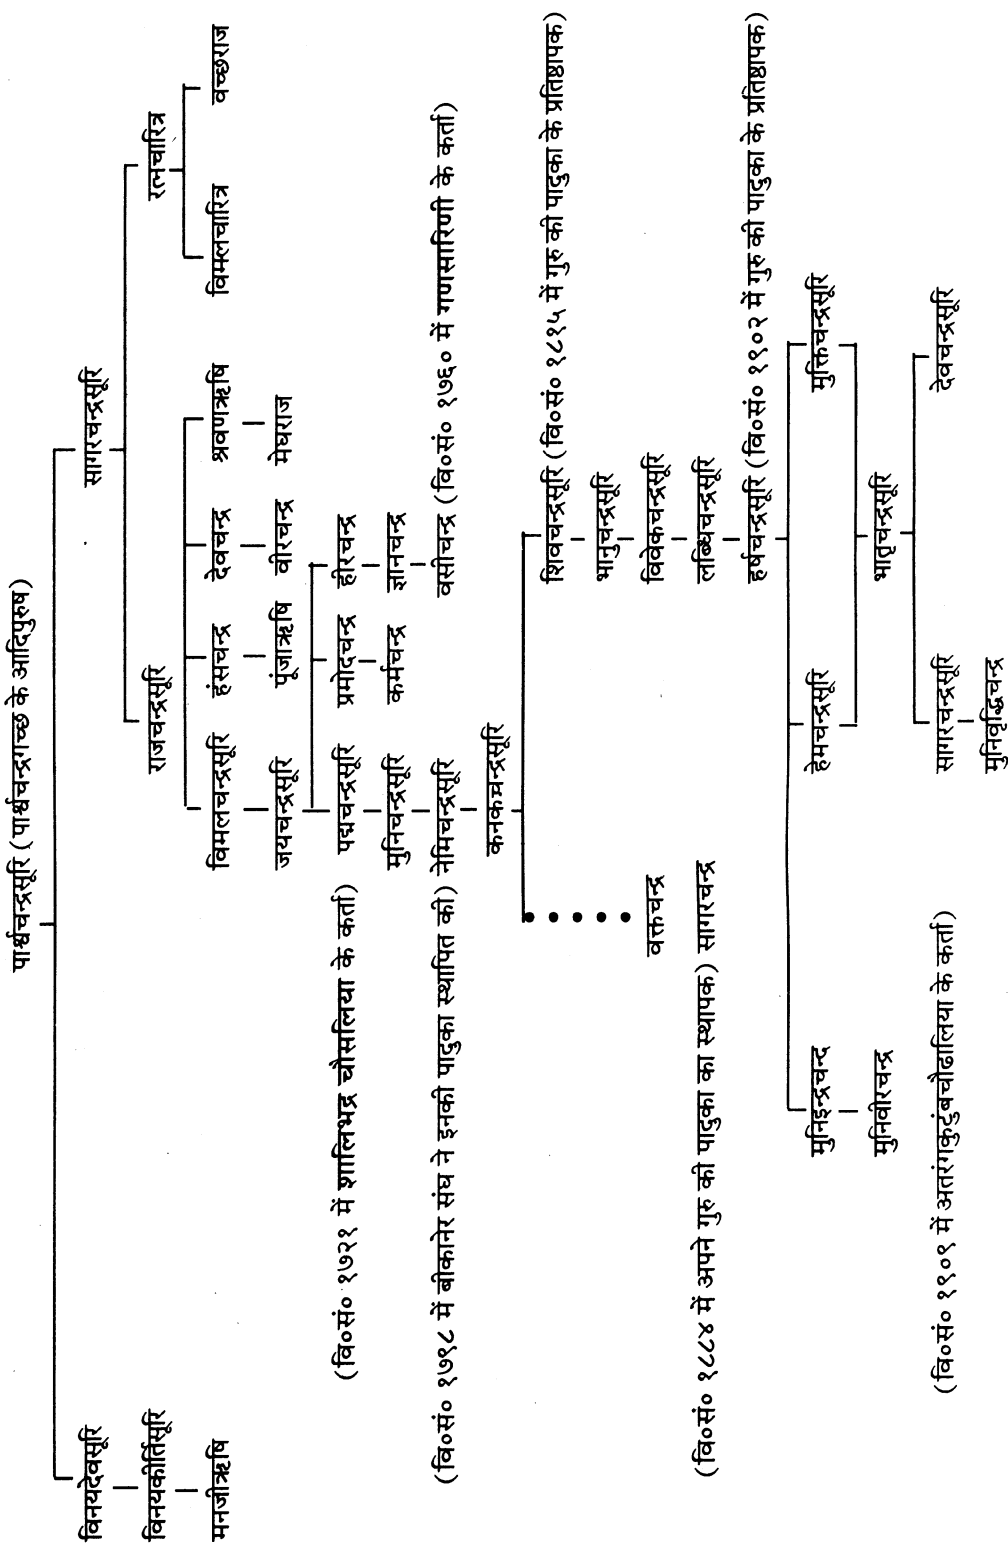 पार्श्वचन्द्रसूरि (पार्श्वचन्द्रगच्छ के आदिपुरुष)
विनयदेवसूरि सागरचन्द्रसूरि
विनयकीर्तिसूरि राजचन्द्रसूरि रत्नचारित्र
मनजीऋषि विमलचन्द्रसूरि हंसचन्द्र देवचन्द्र श्रवणऋषि विमलचारित्र वच्छराज
जयचन्द्रसूरि पूंजाऋषि वीरचन्द्र मेघराज
(वि०सं० १७२१ में शालिभद्र चौसलिया के कर्ता) पद्मचन्द्रसूरि प्रमोदचन्द्र हीरचन्द्र
मुनिचन्द्रसूरि कर्मचन्द्र ज्ञानचन्द्र
(वि०सं० १७९८ में बीकानेर संघ ने इनकी पादुका स्थापित की) नेमिचन्द्रसूरि वसीचन्द्र (वि०सं० १७६० में गणसारिणी के कर्ता)
कनकचन्द्रसूरि
शिवचन्द्रसूरि (वि०सं० १८१५ में गुरु की पादुका के प्रतिष्ठापक)
भानुचन्द्रसूरि
वक्तचन्द्र विवेकचन्द्रसूरि
(वि०सं० १८८४ में अपने गुरु की पादुका का स्थापक) सागरचन्द्र लब्धिचन्द्रसूरि
हर्षचन्द्रसूरि (वि०सं० १९०२ में गुरु की पादुका के प्रतिष्ठापक)
मुनिइन्द्रचन्द हेमचन्द्रसूरि मुक्तिचन्द्रसूरि
मुनिवीरचन्द्र भातृचन्द्रसूरि
(वि०सं० १९०९ में अतरंगकुटुंबचौढालिया के कर्ता) सागरचन्द्रसूरि देवचन्द्रसूरि
मुनिवृद्धिचन्द्र